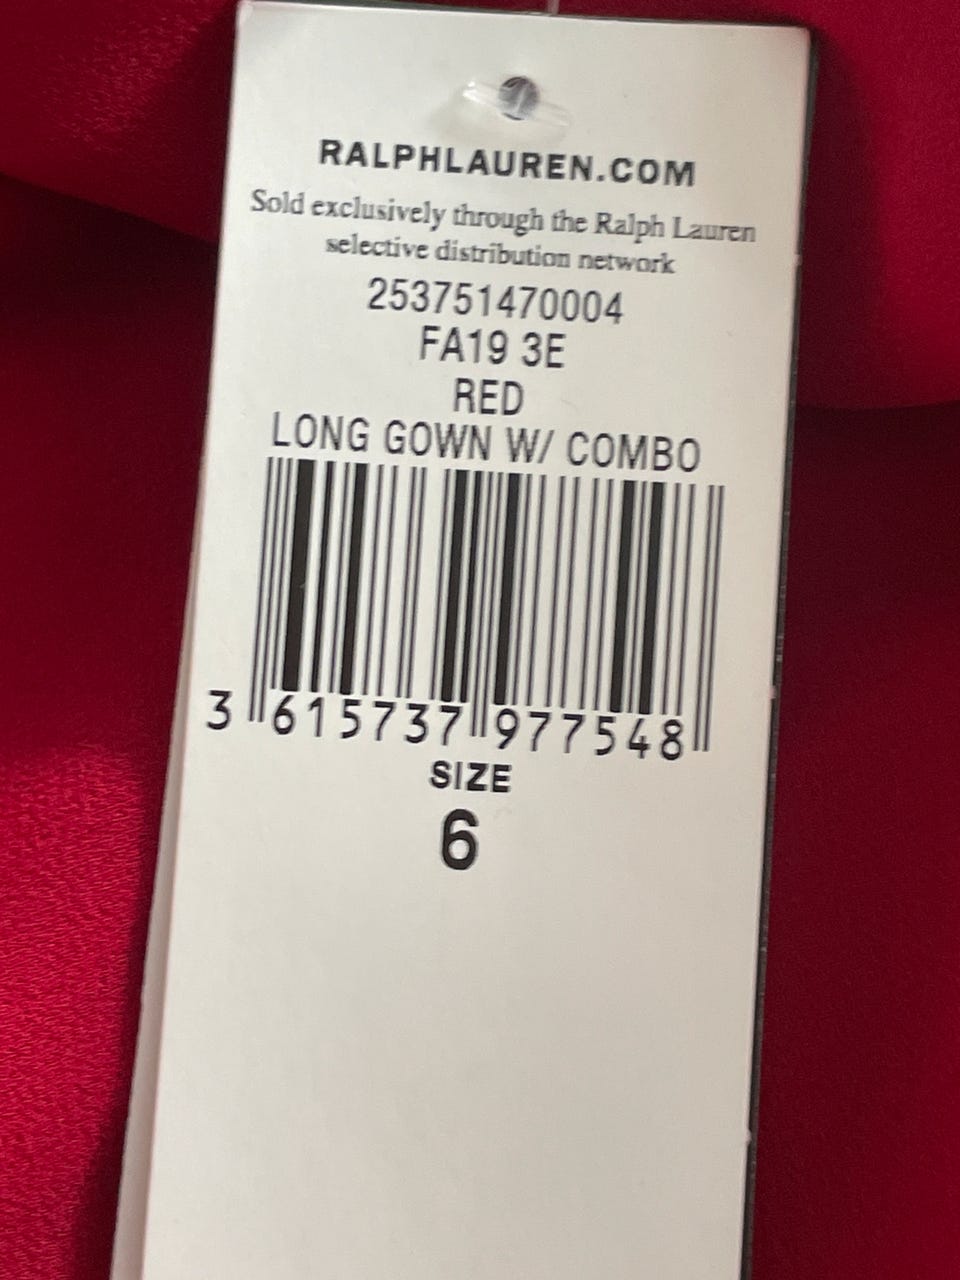 RALPHLAUREN.COM
Sold exclusively through the Ralph Lauren
selective distribution network
253751470004
FA19 3E
RED
LONG GOWN W/ COMBO
3 615737 977548
SIZE
6